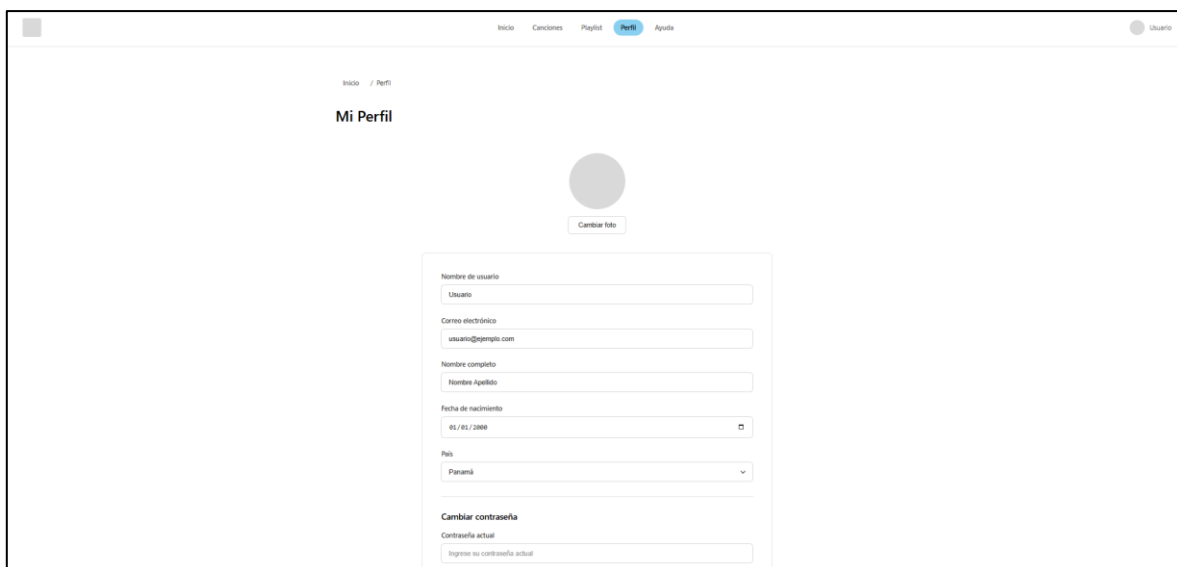 Inicio Canciones Playlist Perfil Ayuda Usuario
Inicio / Perfil
Mi Perfil
Cambiar foto
Nombre de usuario
Usuario
Correo electrónico
usuario@ejemplo.com
Nombre completo
Nombre Apellido
Fecha de nacimiento
01/01/2000
País
Panamá
Cambiar contraseña
Contraseña actual
Ingrese su contraseña actual